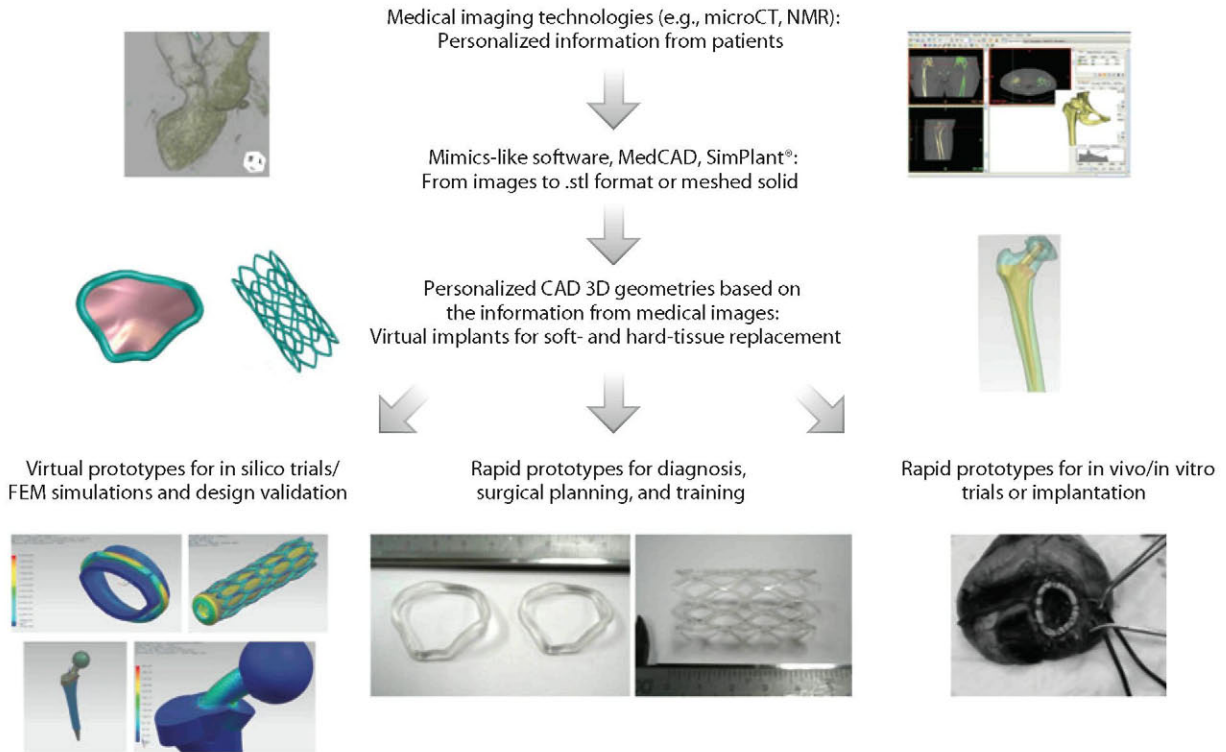 Medical imaging technologies (e.g., microCT, NMR):
Personalized information from patients
Mimics-like software, MedCAD, SimPlant®:
From images to .stl format or meshed solid
Personalized CAD 3D geometries based on
the information from medical images:
Virtual implants for soft- and hard-tissue replacement
Virtual prototypes for in silico trials/
FEM simulations and design validation
Rapid prototypes for diagnosis,
surgical planning, and training
Rapid prototypes for in vivo/in vitro
trials or implantation